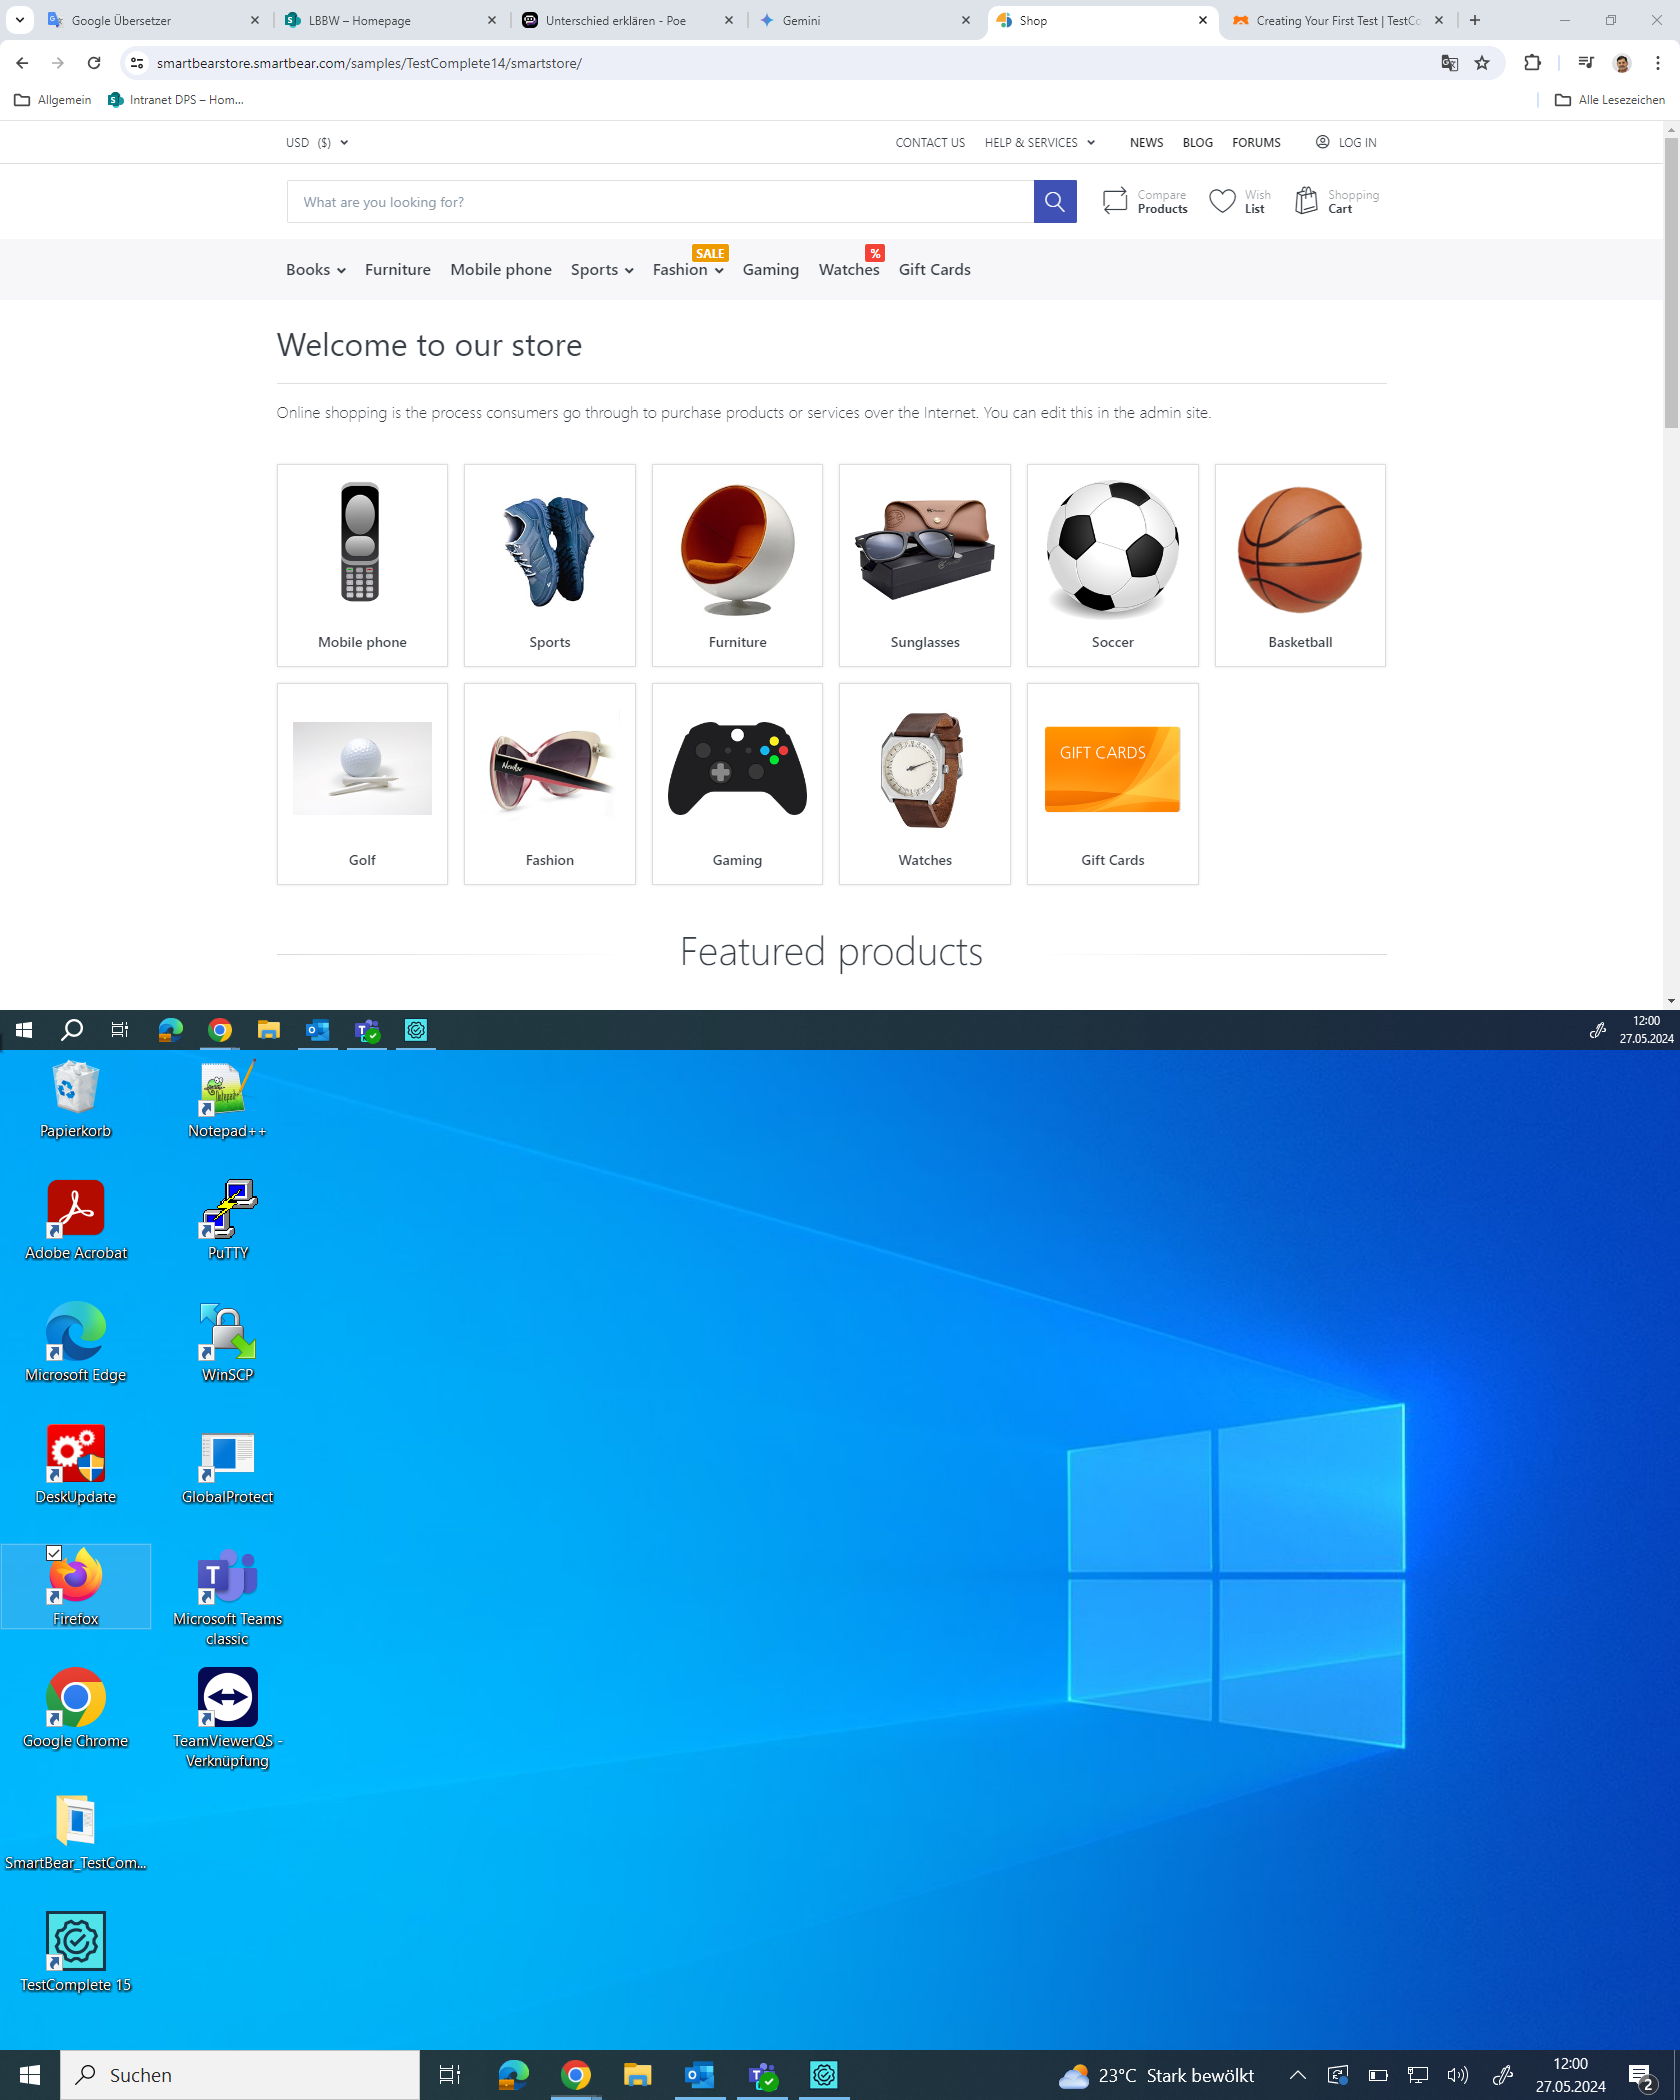 Google Übersetzer
LBBW – Homepage
Unterschied erklären - Poe
Gemini
Shop
Creating Your First Test | TestCo
smartbearstore.smartbear.com/samples/TestComplete14/smartstore/
Allgemein
Intranet DPS – Hom...
Alle Lesezeichen
USD ($)
CONTACT US
HELP & SERVICES
NEWS
BLOG
FORUMS
LOG IN
What are you looking for?
Compare
Products
Wish
List
Shopping
Cart
SALE
%
Books
Furniture
Mobile phone
Sports
Fashion
Gaming
Watches
Gift Cards
Welcome to our store
Online shopping is the process consumers go through to purchase products or services over the Internet. You can edit this in the admin site.
Mobile phone
Sports
Furniture
Sunglasses
Soccer
Basketball
GIFT CARDS
Golf
Fashion
Gaming
Watches
Gift Cards
Featured products
12:00
27.05.2024
Papierkorb
Notepad++
Adobe Acrobat
PuTTY
Microsoft Edge
WinSCP
DeskUpdate
GlobalProtect
Firefox
Microsoft Teams
classic
Google Chrome
TeamViewerQS -
Verknüpfung
SmartBear_TestCom...
TestComplete 15
Suchen
23°C Stark bewölkt
12:00
27.05.2024
2